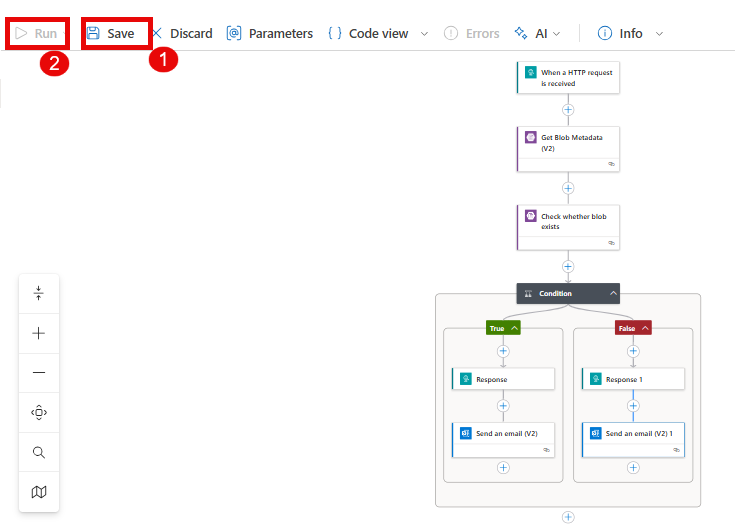 Run
Save
Discard
Parameters
Code view
Errors
AI
Info
2
1
When a HTTP request
is received
Get Blob Metadata
(V2)
Check whether blob
exists
Condition
True
False
Response
Response 1
Send an email (V2)
Send an email (V2) 1